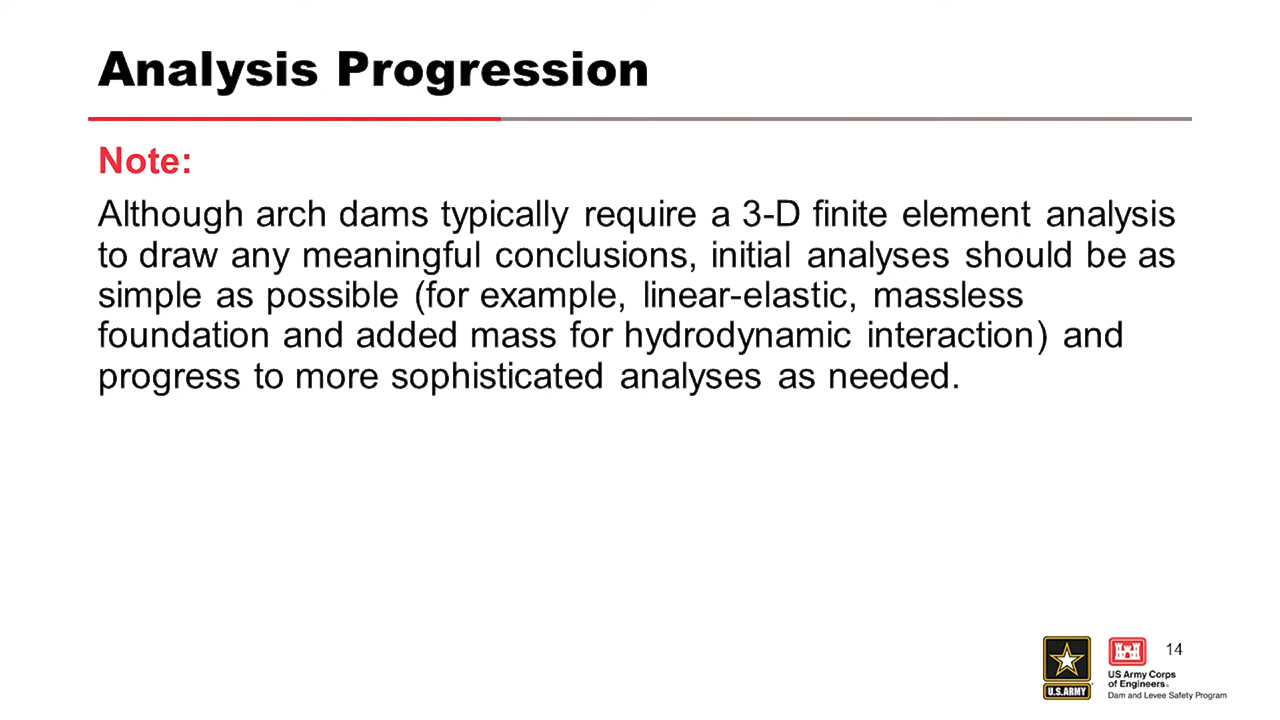 Analysis Progression
Note:
Although arch dams typically require a 3-D finite element analysis
to draw any meaningful conclusions, initial analyses should be as
simple as possible (for example, linear-elastic, massless
foundation and added mass for hydrodynamic interaction) and
progress to more sophisticated analyses as needed.
14
U.S.ARMY
US Army Corps
of Engineers®
Dam and Levee Safety Program